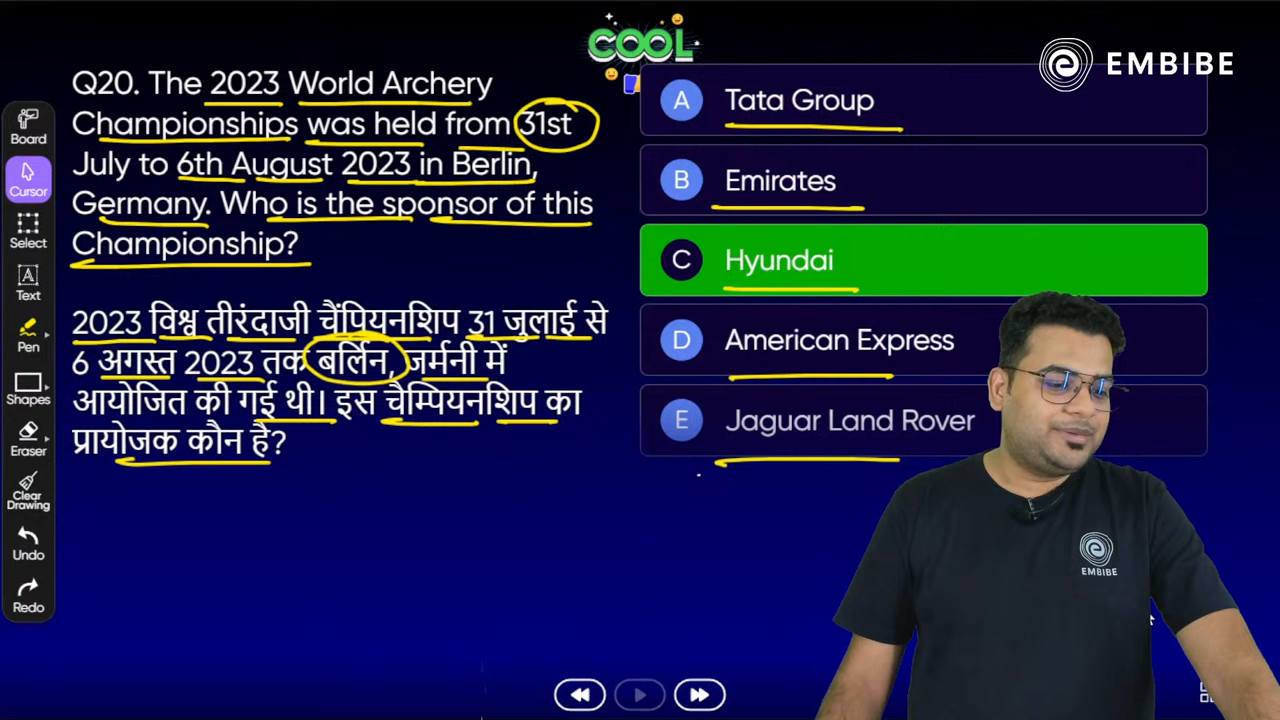 COOL
EMBIBE
Q20. The 2023 World Archery
Championships was held from 31st
July to 6th August 2023 in Berlin,
Germany. Who is the sponsor of this
Championship?
2023 विश्व तीरंदाजी चैंपियनशिप 31 जुलाई से
6 अगस्त 2023 तक बर्लिन, जर्मनी में
आयोजित की गई थी। इस चैम्पियनशिप का
प्रायोजक कौन है?
A Tata Group
B Emirates
C Hyundai
D American Express
E Jaguar Land Rover
Board
Cursor
Select
A
Text
Pen
Shapes
Eraser
Clear
Drawing
Undo
Redo
EMBIBE